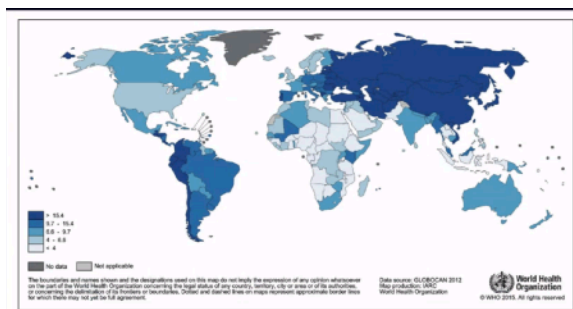 > 10.4
6.7 - 10.4
5.6 - 9.7
4 - 6.8
< 4
No data
Not applicable
The boundaries and names shown and the designations used on this map do not imply the expression of any opinion whatsoever
on the part of the World Health Organization concerning the legal status of any country, territory, city or area or of its authorities,
or concerning the delimitation of its frontiers or boundaries. Dotted and dashed lines on maps represent approximate border lines
for which there may not yet be full agreement.
Data source: GLOBOCAN 2012
Map production: IARC
World Health Organization
World Health
Organization
© WHO 2015. All rights reserved.